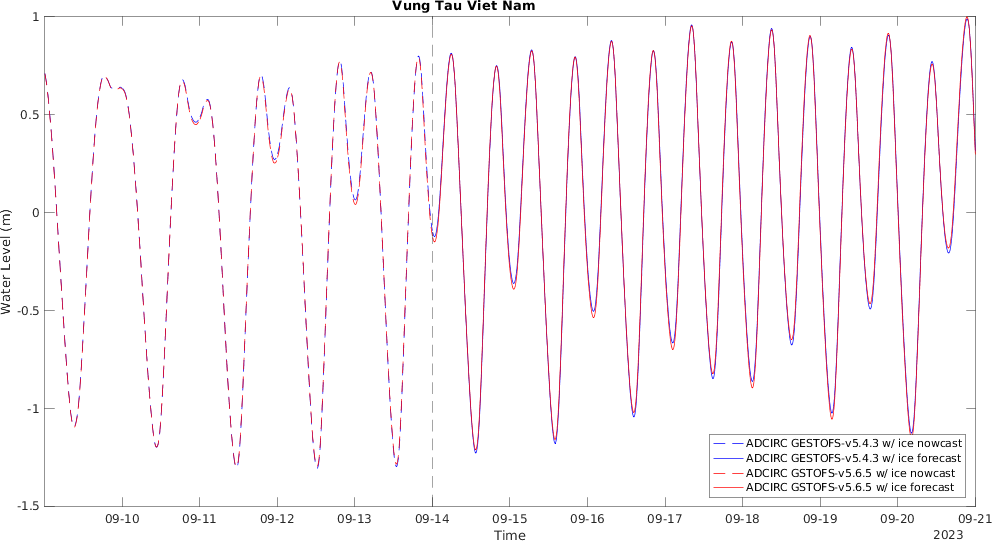 Vung Tau Viet Nam
1
0.5
0
-0.5
-1
-1.5
Water Level (m)
ADCIRC GESTOFS-v5.4.3 w/ ice nowcast
ADCIRC GESTOFS-v5.4.3 w/ ice forecast
ADCIRC GSTOFS-v5.6.5 w/ ice nowcast
ADCIRC GSTOFS-v5.6.5 w/ ice forecast
09-10 09-11 09-12 09-13 09-14 09-15 09-16 09-17 09-18 09-19 09-20 09-21
Time
2023